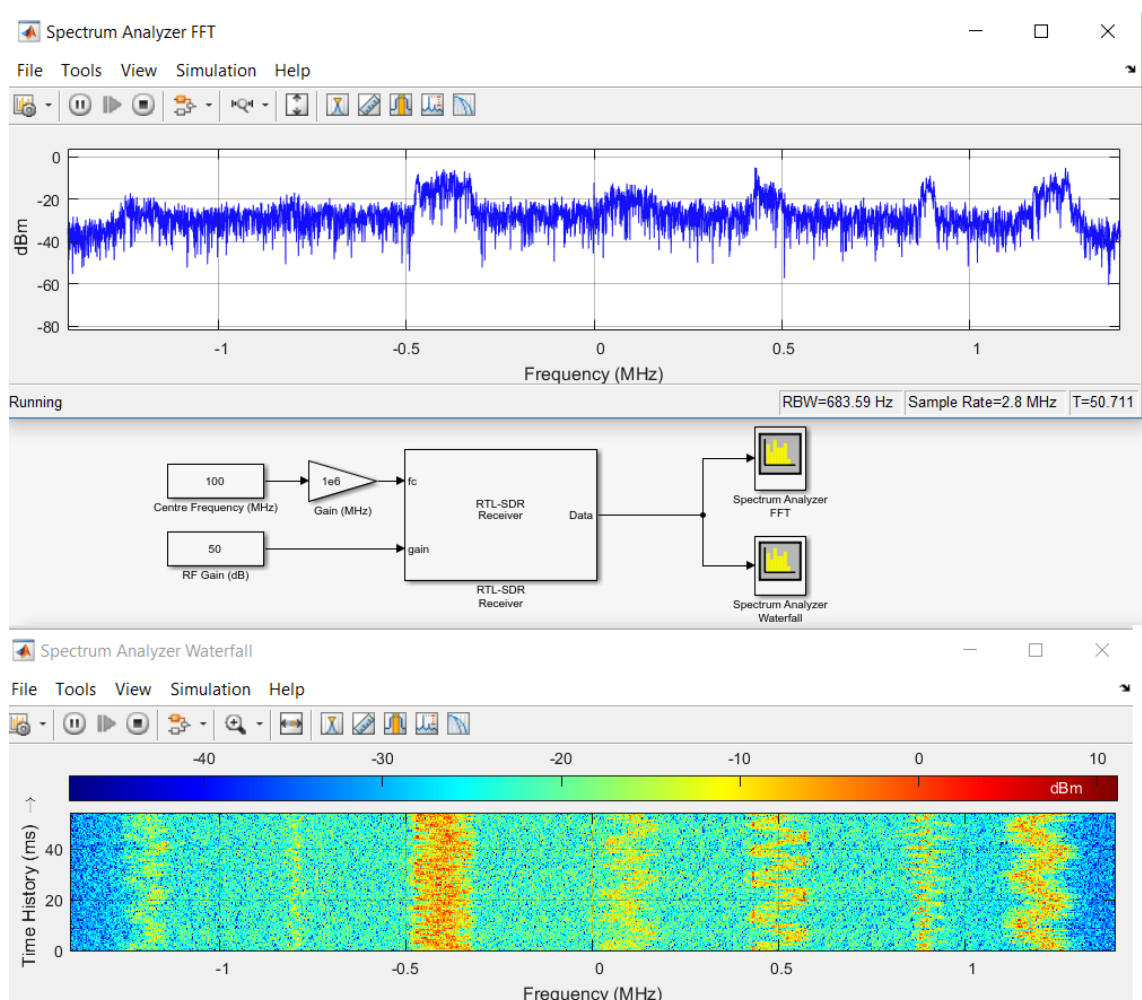 Spectrum Analyzer FFT
File Tools View Simulation Help
0
-20
-40
-60
-80
dBm
-1 -0.5 0 0.5 1
Frequency (MHz)
Running RBW=683.59 Hz Sample Rate=2.8 MHz T=50.711
100
Centre Frequency (MHz)
1e6
Gain (MHz)
50
RF Gain (dB)
fc
gain
RTL-SDR
Receiver
Data
RTL-SDR
Receiver
Spectrum Analyzer
FFT
Spectrum Analyzer
Waterfall
Spectrum Analyzer Waterfall
File Tools View Simulation Help
-40 -30 -20 -10 0 10
dBm
Time History (ms) →
40
20
0
-1 -0.5 0 0.5 1
Frequency (MHz)